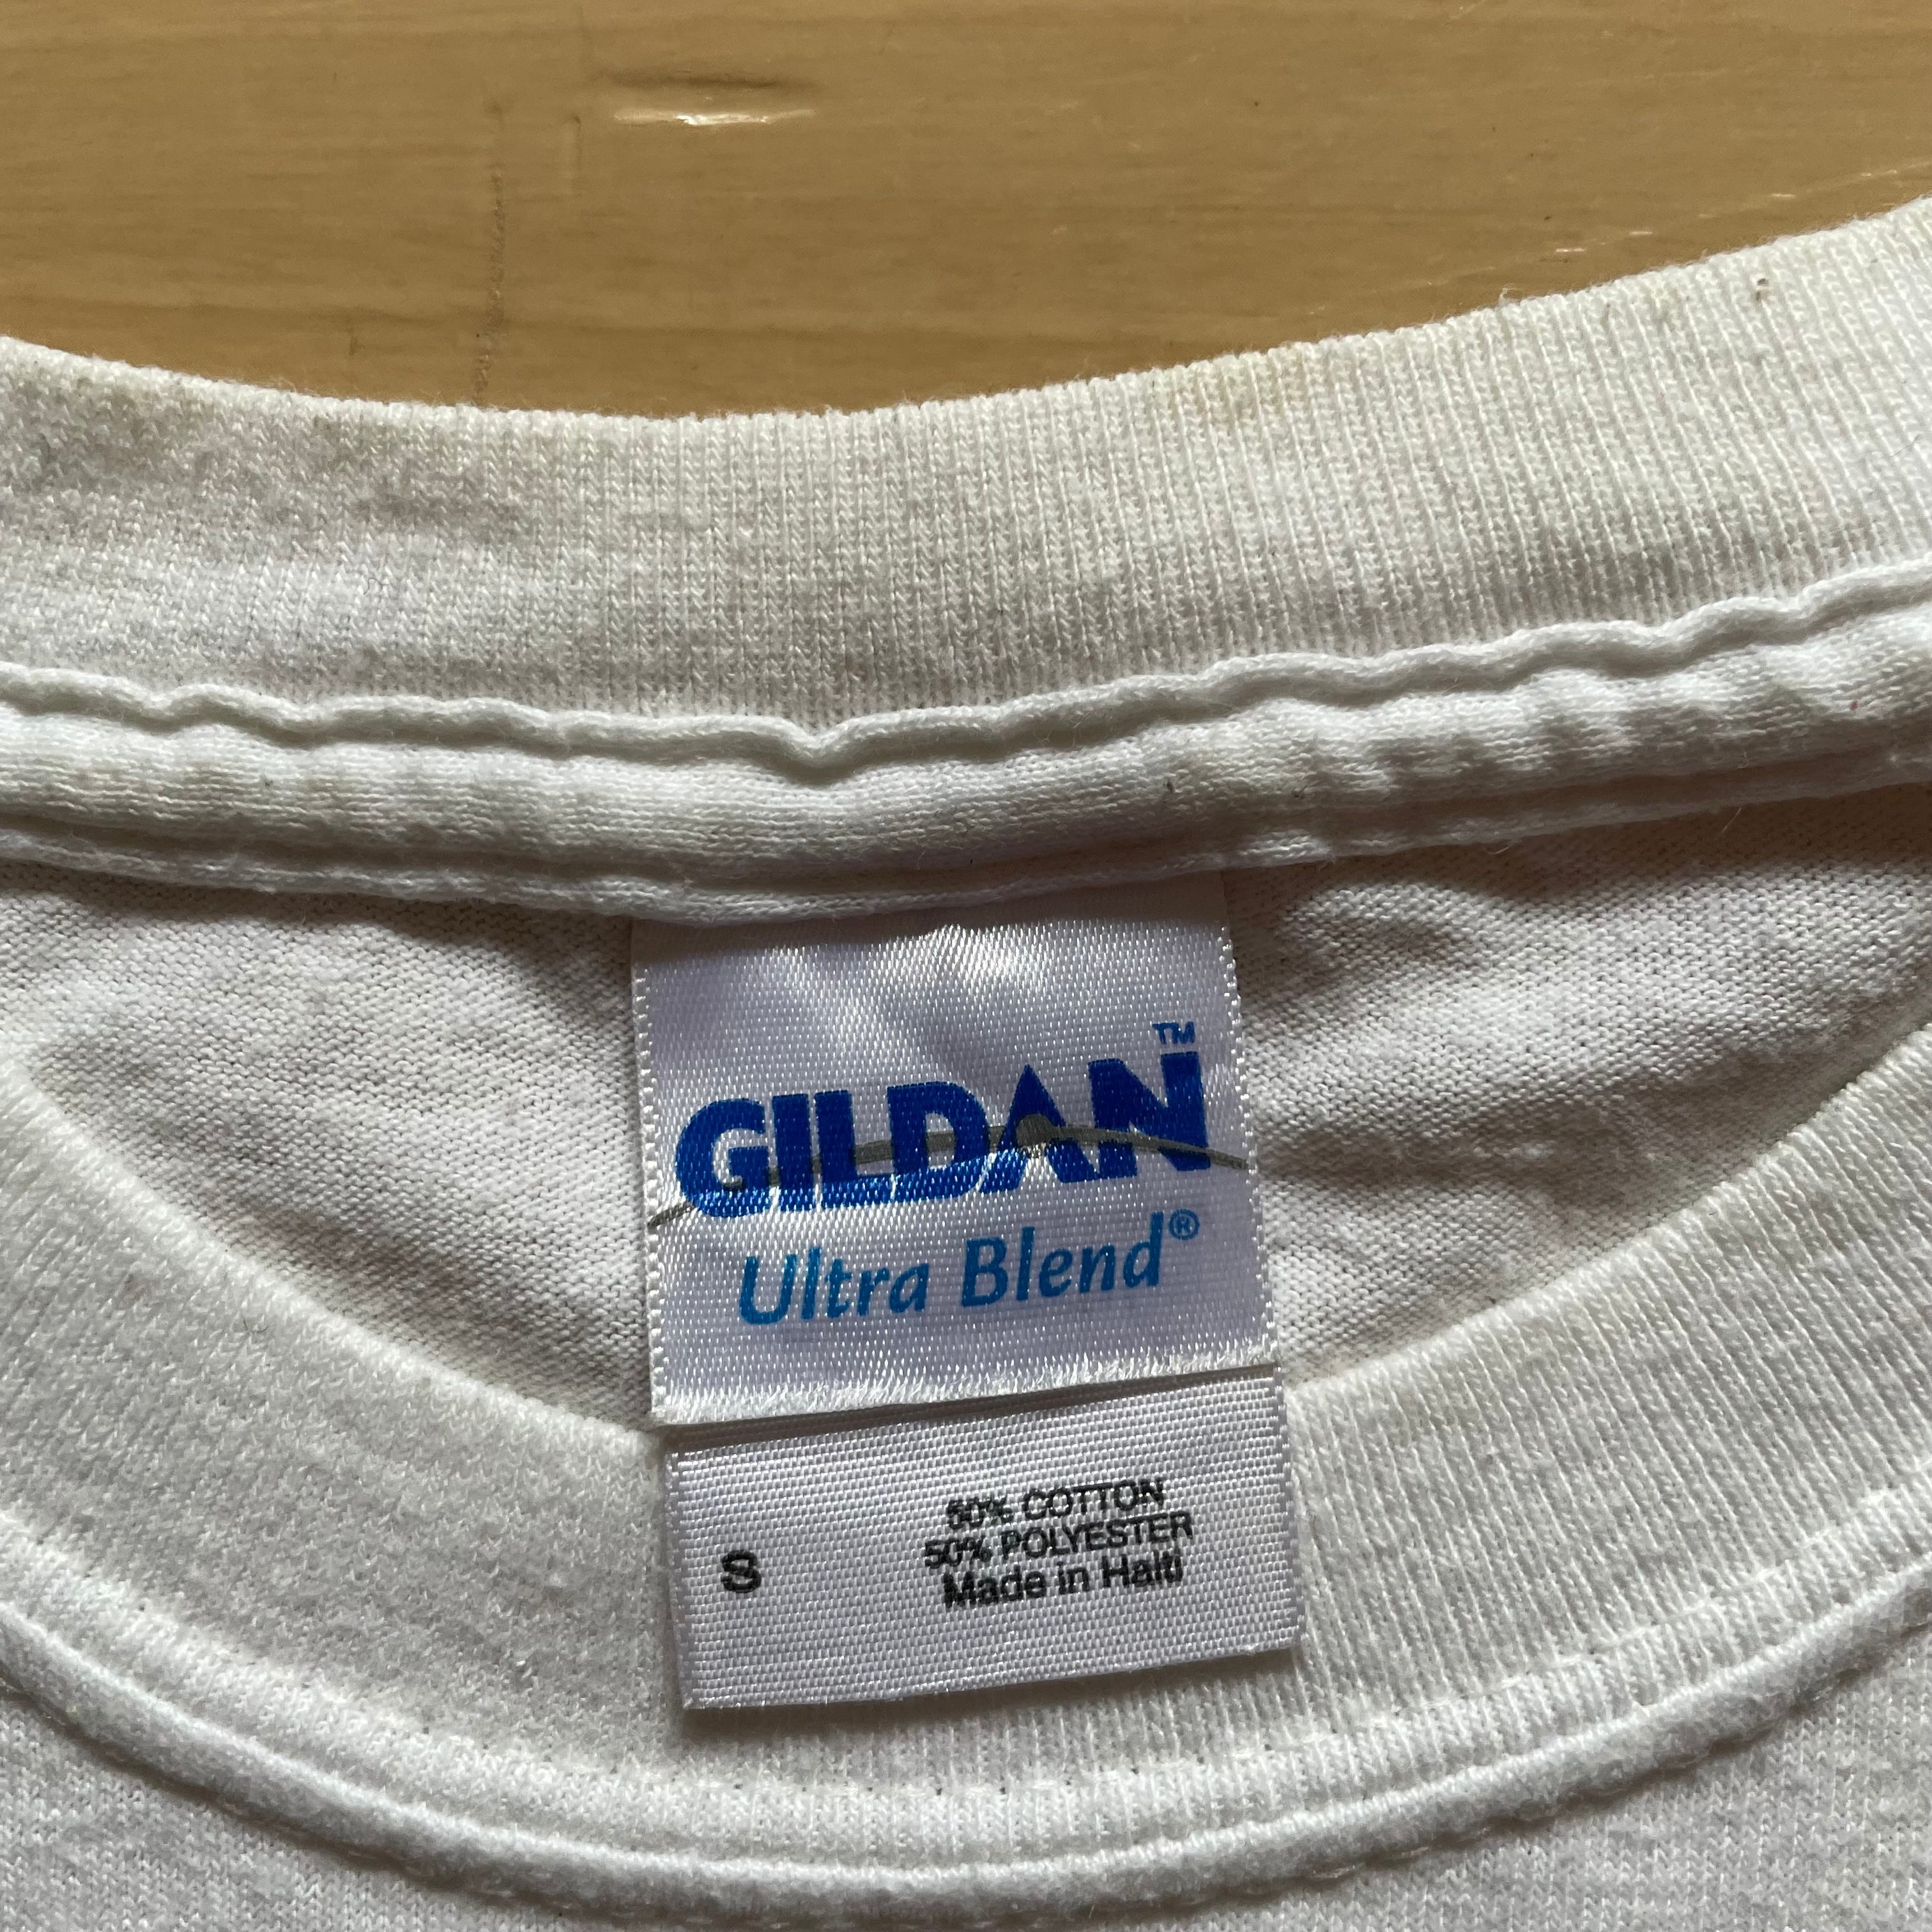 GILDAN™
Ultra Blend®
S
50% COTTON
50% POLYESTER
Made in Haiti